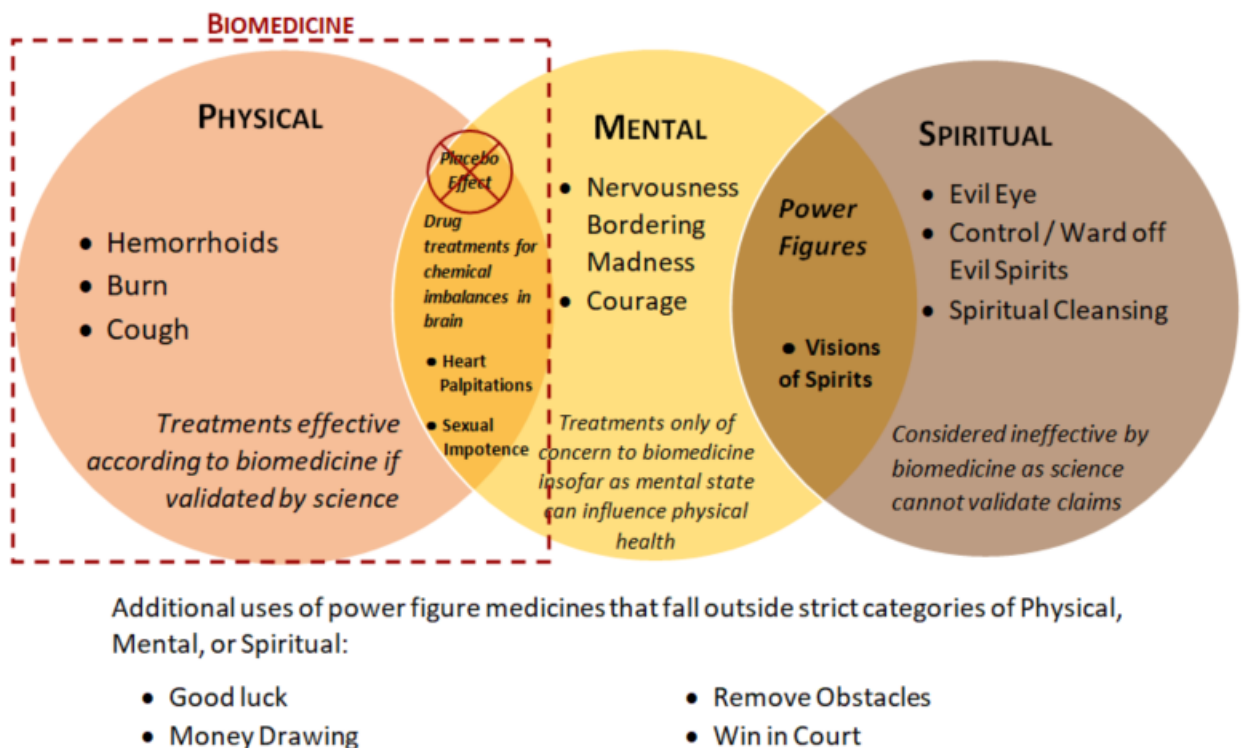 BIOMEDICINE
PHYSICAL
● Hemorrhoids
● Burn
● Cough
Treatments effective
according to biomedicine if
validated by science
Placebo
Effect
Drug
treatments for
chemical
imbalances in
brain
● Heart
Palpitations
● Sexual
Impotence
MENTAL
● Nervousness
Bordering
Madness
● Courage
Treatments only of
concern to biomedicine
insofar as mental state
can influence physical
health
Power
Figures
● Visions
of Spirits
SPIRITUAL
● Evil Eye
● Control / Ward off
Evil Spirits
● Spiritual Cleansing
Considered ineffective by
biomedicine as science
cannot validate claims
Additional uses of power figure medicines that fall outside strict categories of Physical,
Mental, or Spiritual:
● Good luck
● Money Drawing
● Remove Obstacles
● Win in Court